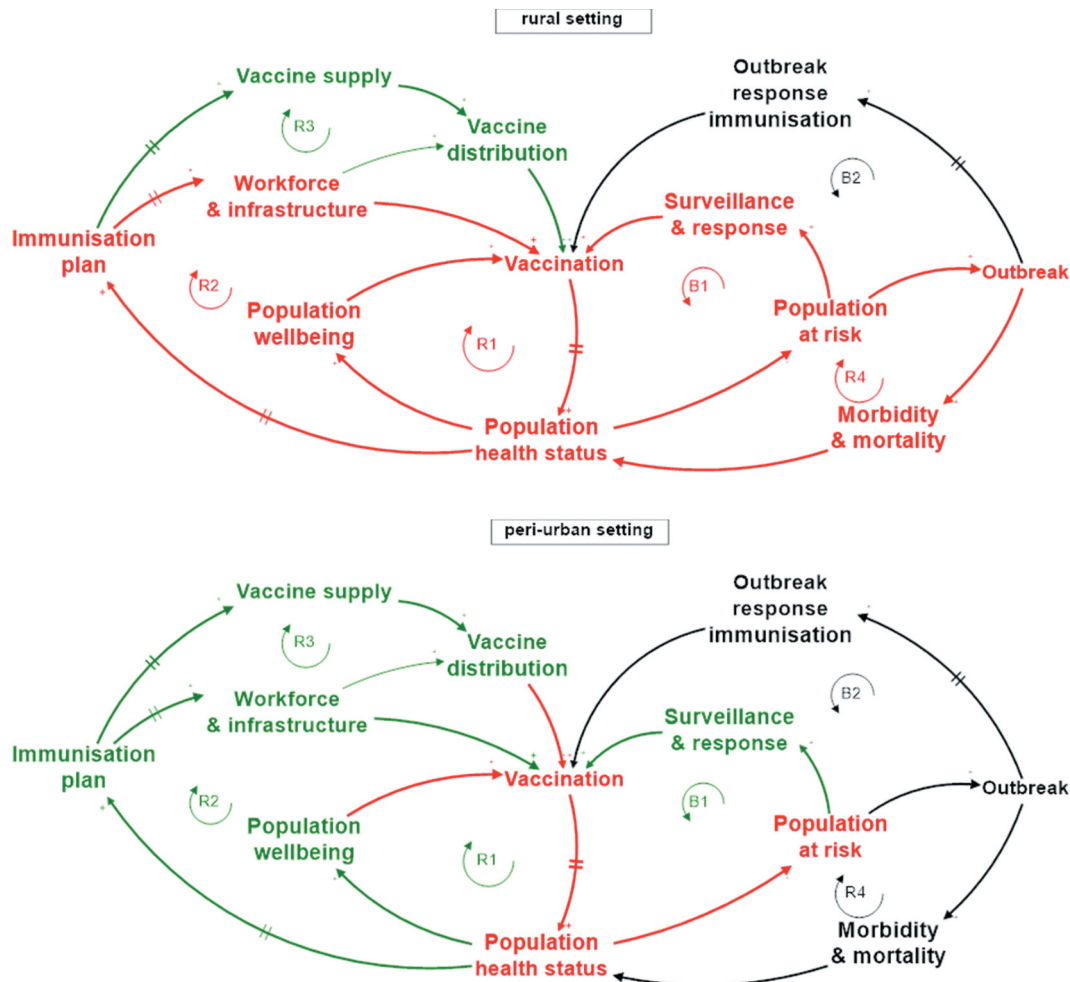 rural setting
Vaccine supply
Outbreak
response
immunisation
R3
Vaccine
distribution
B2
Workforce
& infrastructure
Surveillance
& response
Immunisation
plan
Vaccination
Outbreak
R2
B1
Population
wellbeing
Population
at risk
R1
R4
Morbidity
& mortality
Population
health status
peri-urban setting
Vaccine supply
Outbreak
response
immunisation
R3
Vaccine
distribution
B2
Workforce
& infrastructure
Surveillance
& response
Immunisation
plan
Vaccination
Outbreak
R2
B1
Population
wellbeing
Population
at risk
R1
R4
Morbidity
& mortality
Population
health status